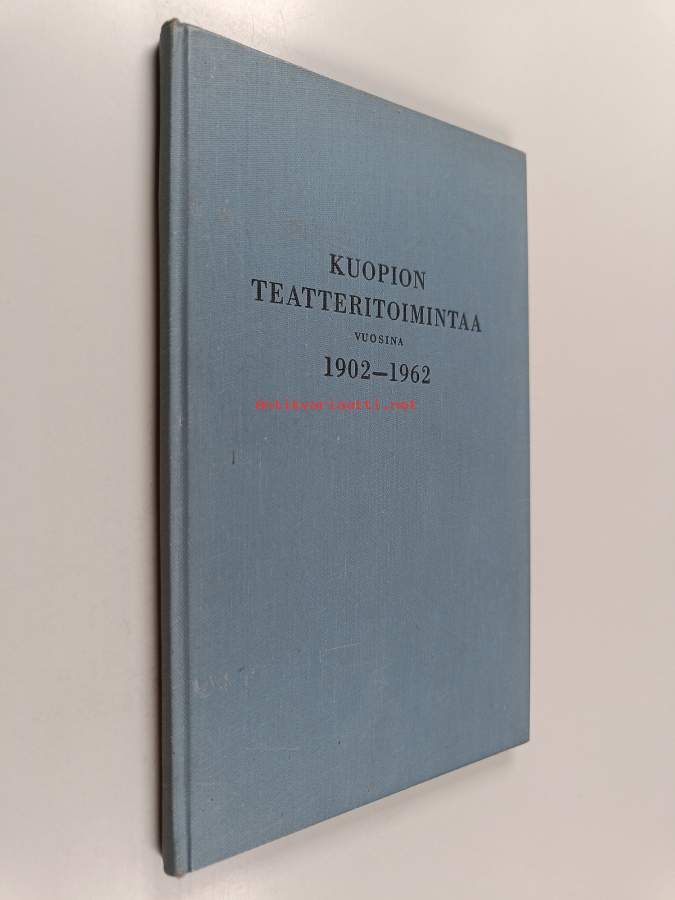 KUOPION
TEATTERITOIMINTAA
VUOSINA
1902—1962
Antikvariaatti.net